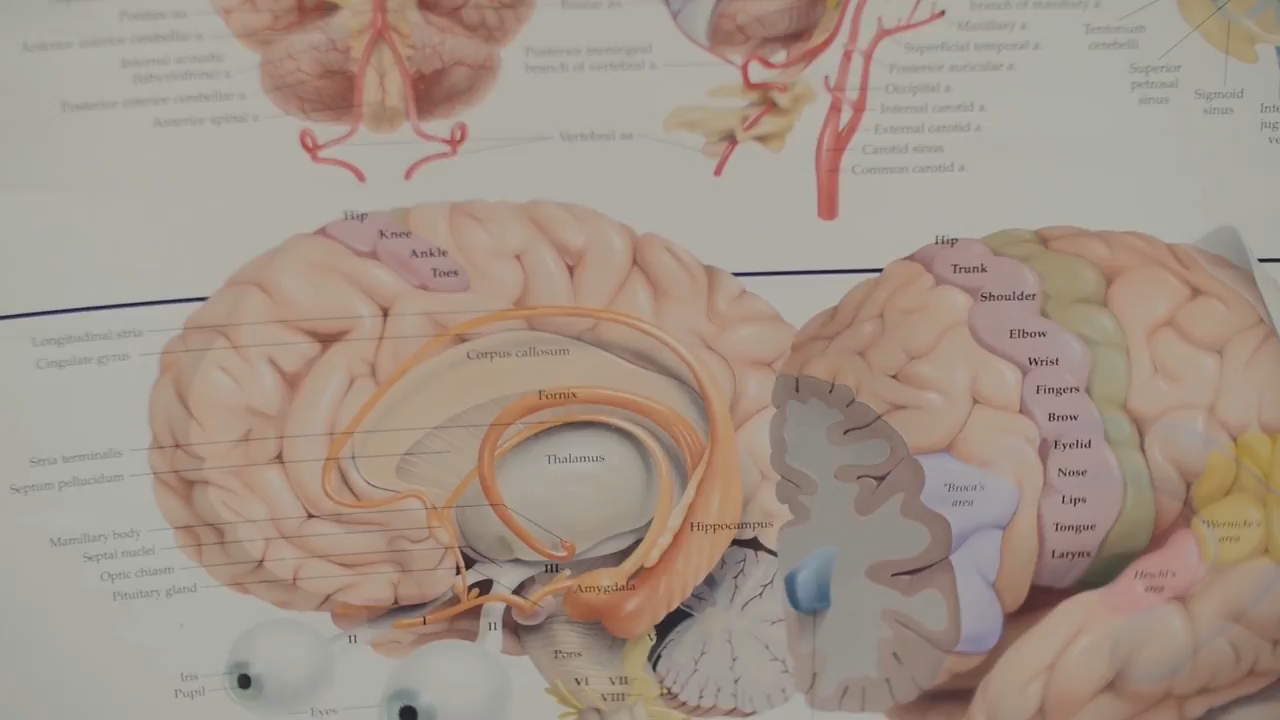 Pontine aa.
Anterior inferior cerebellar a.
Internal acoustic
(labyrinthine) a.
Posterior inferior cerebellar a.
Anterior spinal a.
Posterior meningeal
branch of vertebral a.
Vertebral aa.
branch of maxillary a.
Maxillary a.
Superficial temporal a.
Posterior auricular a.
Occipital a.
Internal carotid a.
External carotid a.
Carotid sinus
Common carotid a.
Tentorium
cerebelli
Superior
petrosal
sinus
Sigmoid
sinus
Hip
Knee
Ankle
Toes
Longitudinal stria
Cingulate gyrus
Corpus callosum
Fornix
Stria terminalis
Septum pellucidum
Thalamus
Hippocampus
Mamillary body
Septal nuclei
Optic chiasm
Pituitary gland
III
Amygdala
I
II
II
V
Pons
VI VII
VIII
IX
Iris
Pupil
Eyes
Hip
Trunk
Shoulder
Elbow
Wrist
Fingers
Brow
Eyelid
Nose
Lips
Tongue
Larynx
"Broca's
area
"Wernicke's
area
Heschl's
area